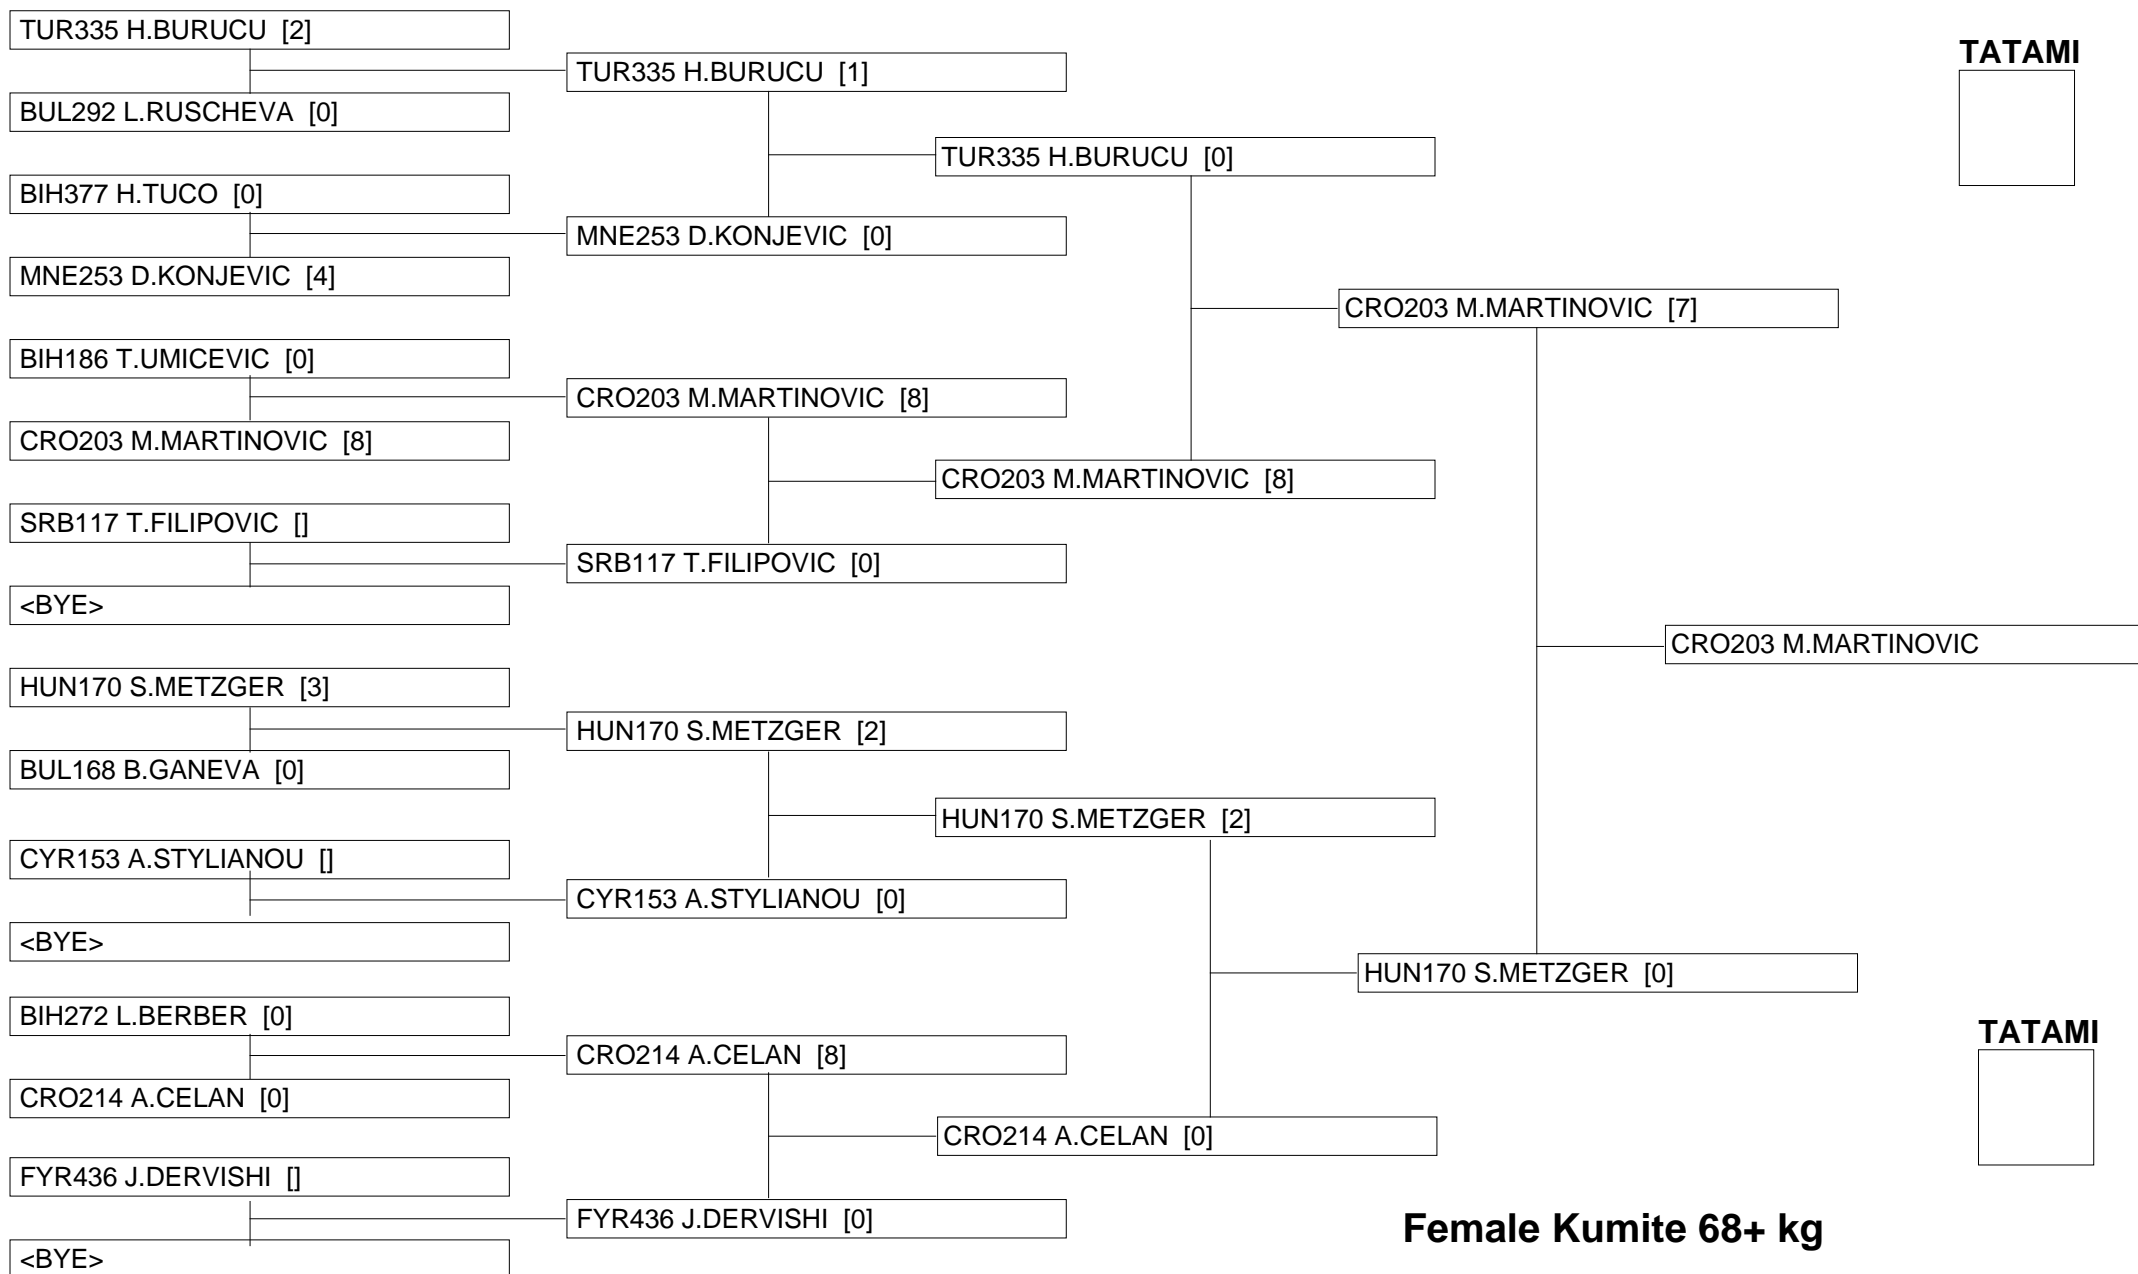 TUR335 H.BURUCU [2]
BUL292 L.RUSCHEVA [0]
BIH377 H.TUCO [0]
MNE253 D.KONJEVIC [4]
BIH186 T.UMICEVIC [0]
CRO203 M.MARTINOVIC [8]
SRB117 T.FILIPOVIC []
<BYE>
HUN170 S.METZGER [3]
BUL168 B.GANEVA [0]
CYR153 A.STYLIANOU []
<BYE>
BIH272 L.BERBER [0]
CRO214 A.CELAN [0]
FYR436 J.DERVISHI []
<BYE>
TUR335 H.BURUCU [1]
MNE253 D.KONJEVIC [0]
CRO203 M.MARTINOVIC [8]
SRB117 T.FILIPOVIC [0]
HUN170 S.METZGER [2]
CYR153 A.STYLIANOU [0]
CRO214 A.CELAN [8]
FYR436 J.DERVISHI [0]
TUR335 H.BURUCU [0]
CRO203 M.MARTINOVIC [8]
HUN170 S.METZGER [2]
CRO214 A.CELAN [0]
CRO203 M.MARTINOVIC [7]
HUN170 S.METZGER [0]
CRO203 M.MARTINOVIC
TATAMI
TATAMI
Female Kumite 68+ kg